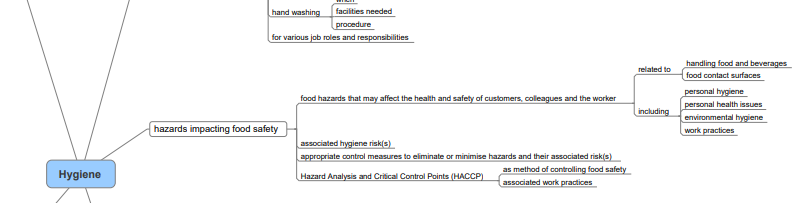 when
hand washing
facilities needed
procedure
for various job roles and responsibilities
related to
handling food and beverages
food contact surfaces
food hazards that may affect the health and safety of customers, colleagues and the worker
including
personal hygiene
personal health issues
environmental hygiene
work practices
hazards impacting food safety
associated hygiene risk(s)
appropriate control measures to eliminate or minimise hazards and their associated risk(s)
Hazard Analysis and Critical Control Points (HACCP)
as method of controlling food safety
associated work practices
Hygiene